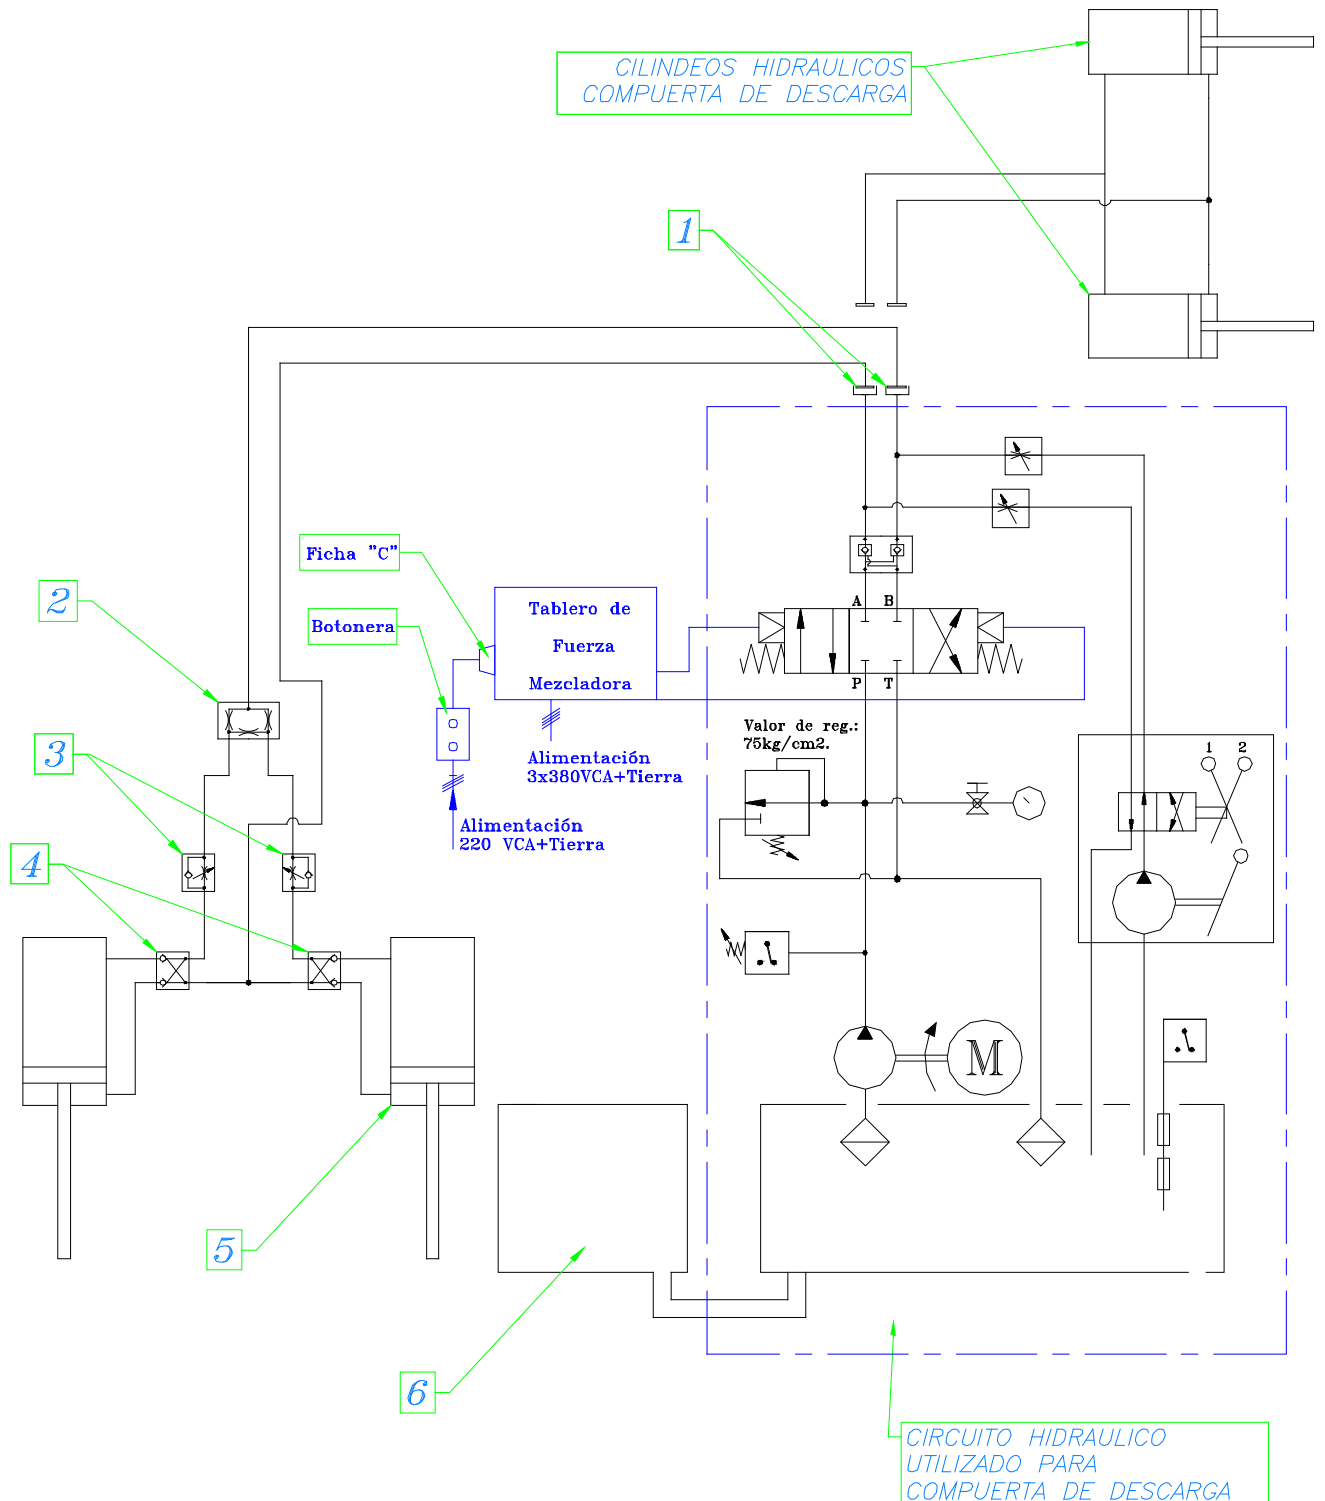 CILINDEOS HIDRAULICOS
COMPUERTA DE DESCARGA
1
Ficha "C"
2
Botonera
Tablero de
Fuerza
Mezcladora
A B
P T
Valor de reg.:
75kg/cm2.
3
Alimentación
3x380VCA+Tierra
1 2
Alimentación
220 VCA+Tierra
4
M
5
6
CIRCUITO HIDRAULICO
UTILIZADO PARA
COMPUERTA DE DESCARGA